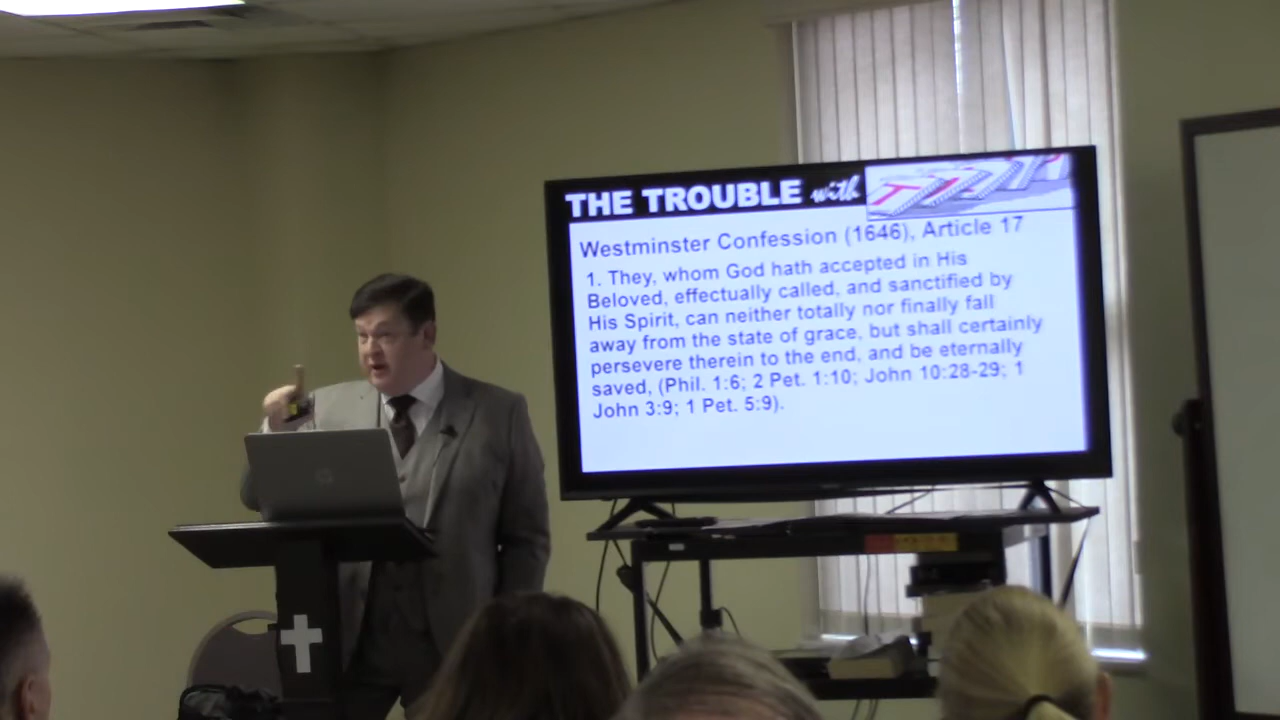 THE TROUBLE with
Westminster Confession (1646), Article 17
1. They, whom God hath accepted in His
Beloved, effectually called, and sanctified by
His Spirit, can neither totally nor finally fall
away from the state of grace, but shall certainly
persevere therein to the end, and be eternally
saved, (Phil. 1:6; 2 Pet. 1:10; John 10:28-29; 1
John 3:9; 1 Pet. 5:9).